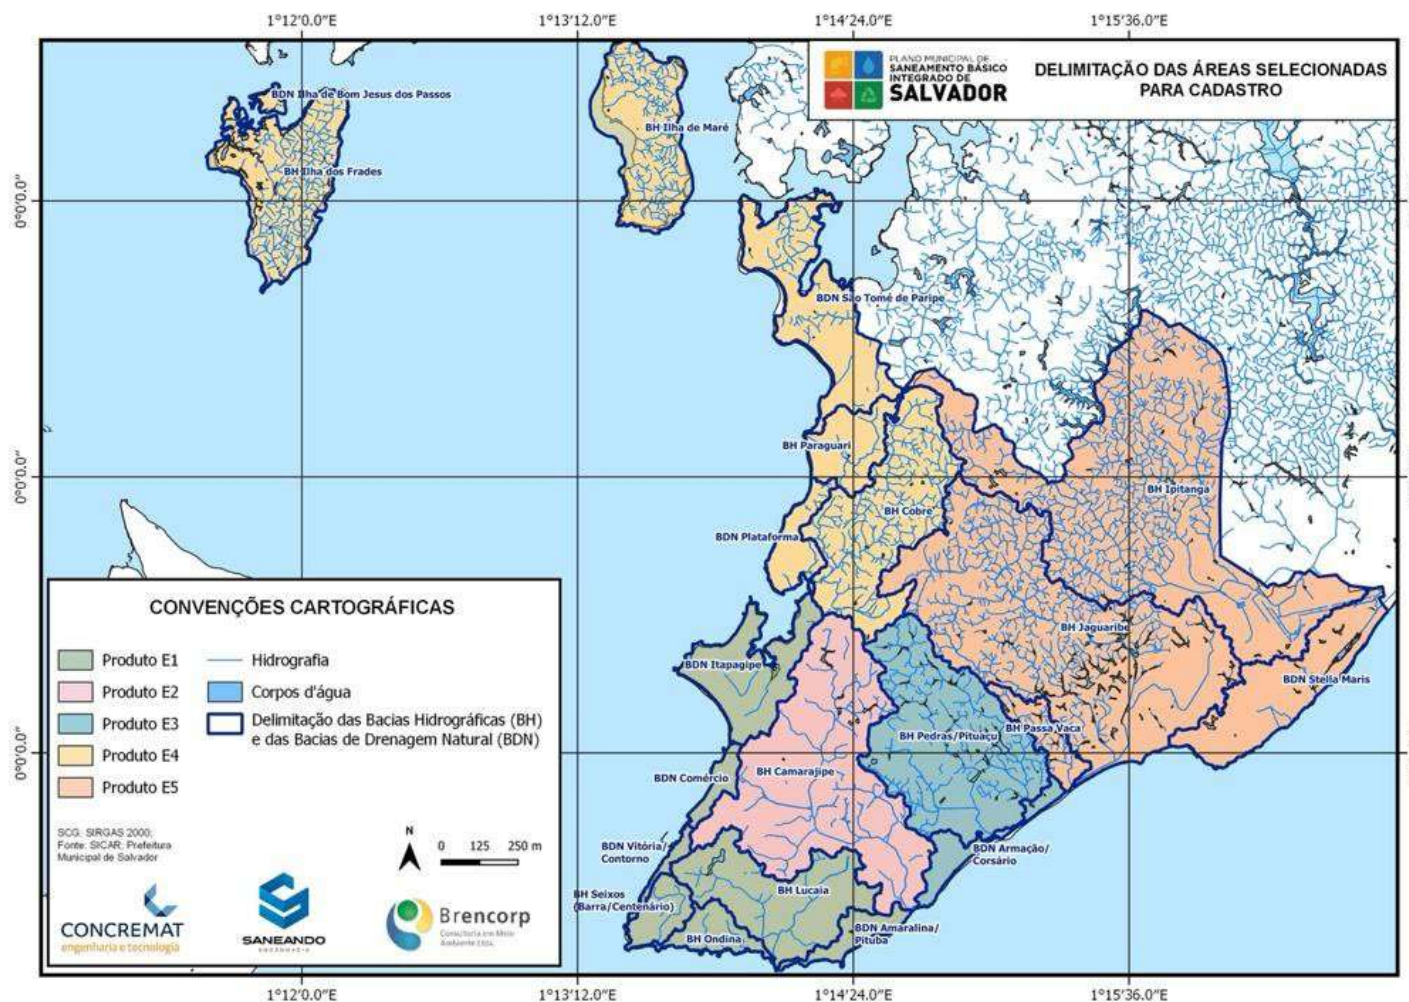 1°12'0.0"E
1°13'12.0"E
1°14'24.0"E
1°15'36.0"E
PLANO MUNICIPAL DE
SANEAMENTO BÁSICO
INTEGRADO DE
SALVADOR
DELIMITAÇÃO DAS ÁREAS SELECIONADAS
PARA CADASTRO
BDN Ilha de Bom Jesus dos Passos
BH Ilha de Maré
BH Ilha dos Frades
0°0'0.0"
BDN São Tomé de Paripe
BH Paraguari
0°0'0.0"
BH Ipitanga
BH Cobre
BDN Plataforma
BH Jaguaribe
BDN Itapagipe
BDN Stella Maris
BH Passa Vaca
BH Pedras/Pituaçu
0°0'0.0"
BH Camarajipe
BDN Comércio
BDN Vitória/
Contorno
BDN Armação/
Corsário
BH Lucaia
BH Seixos
(Barra/Centenário)
BDN Amaralina/
Pituba
BH Ondina
CONVENÇÕES CARTOGRÁFICAS
Produto E1
Produto E2
Produto E3
Produto E4
Produto E5
Hidrografia
Corpos d'água
Delimitação das Bacias Hidrográficas (BH)
e das Bacias de Drenagem Natural (BDN)
SCG: SIRGAS 2000;
Fonte: SICAR; Prefeitura
Municipal de Salvador
N
0 125 250 m
CONCREMAT
engenharia e tecnologia
SANEANDO
ENGENHARIA
Brencorp
Consultoria em Meio
Ambiente Ltda.
1°12'0.0"E
1°13'12.0"E
1°14'24.0"E
1°15'36.0"E